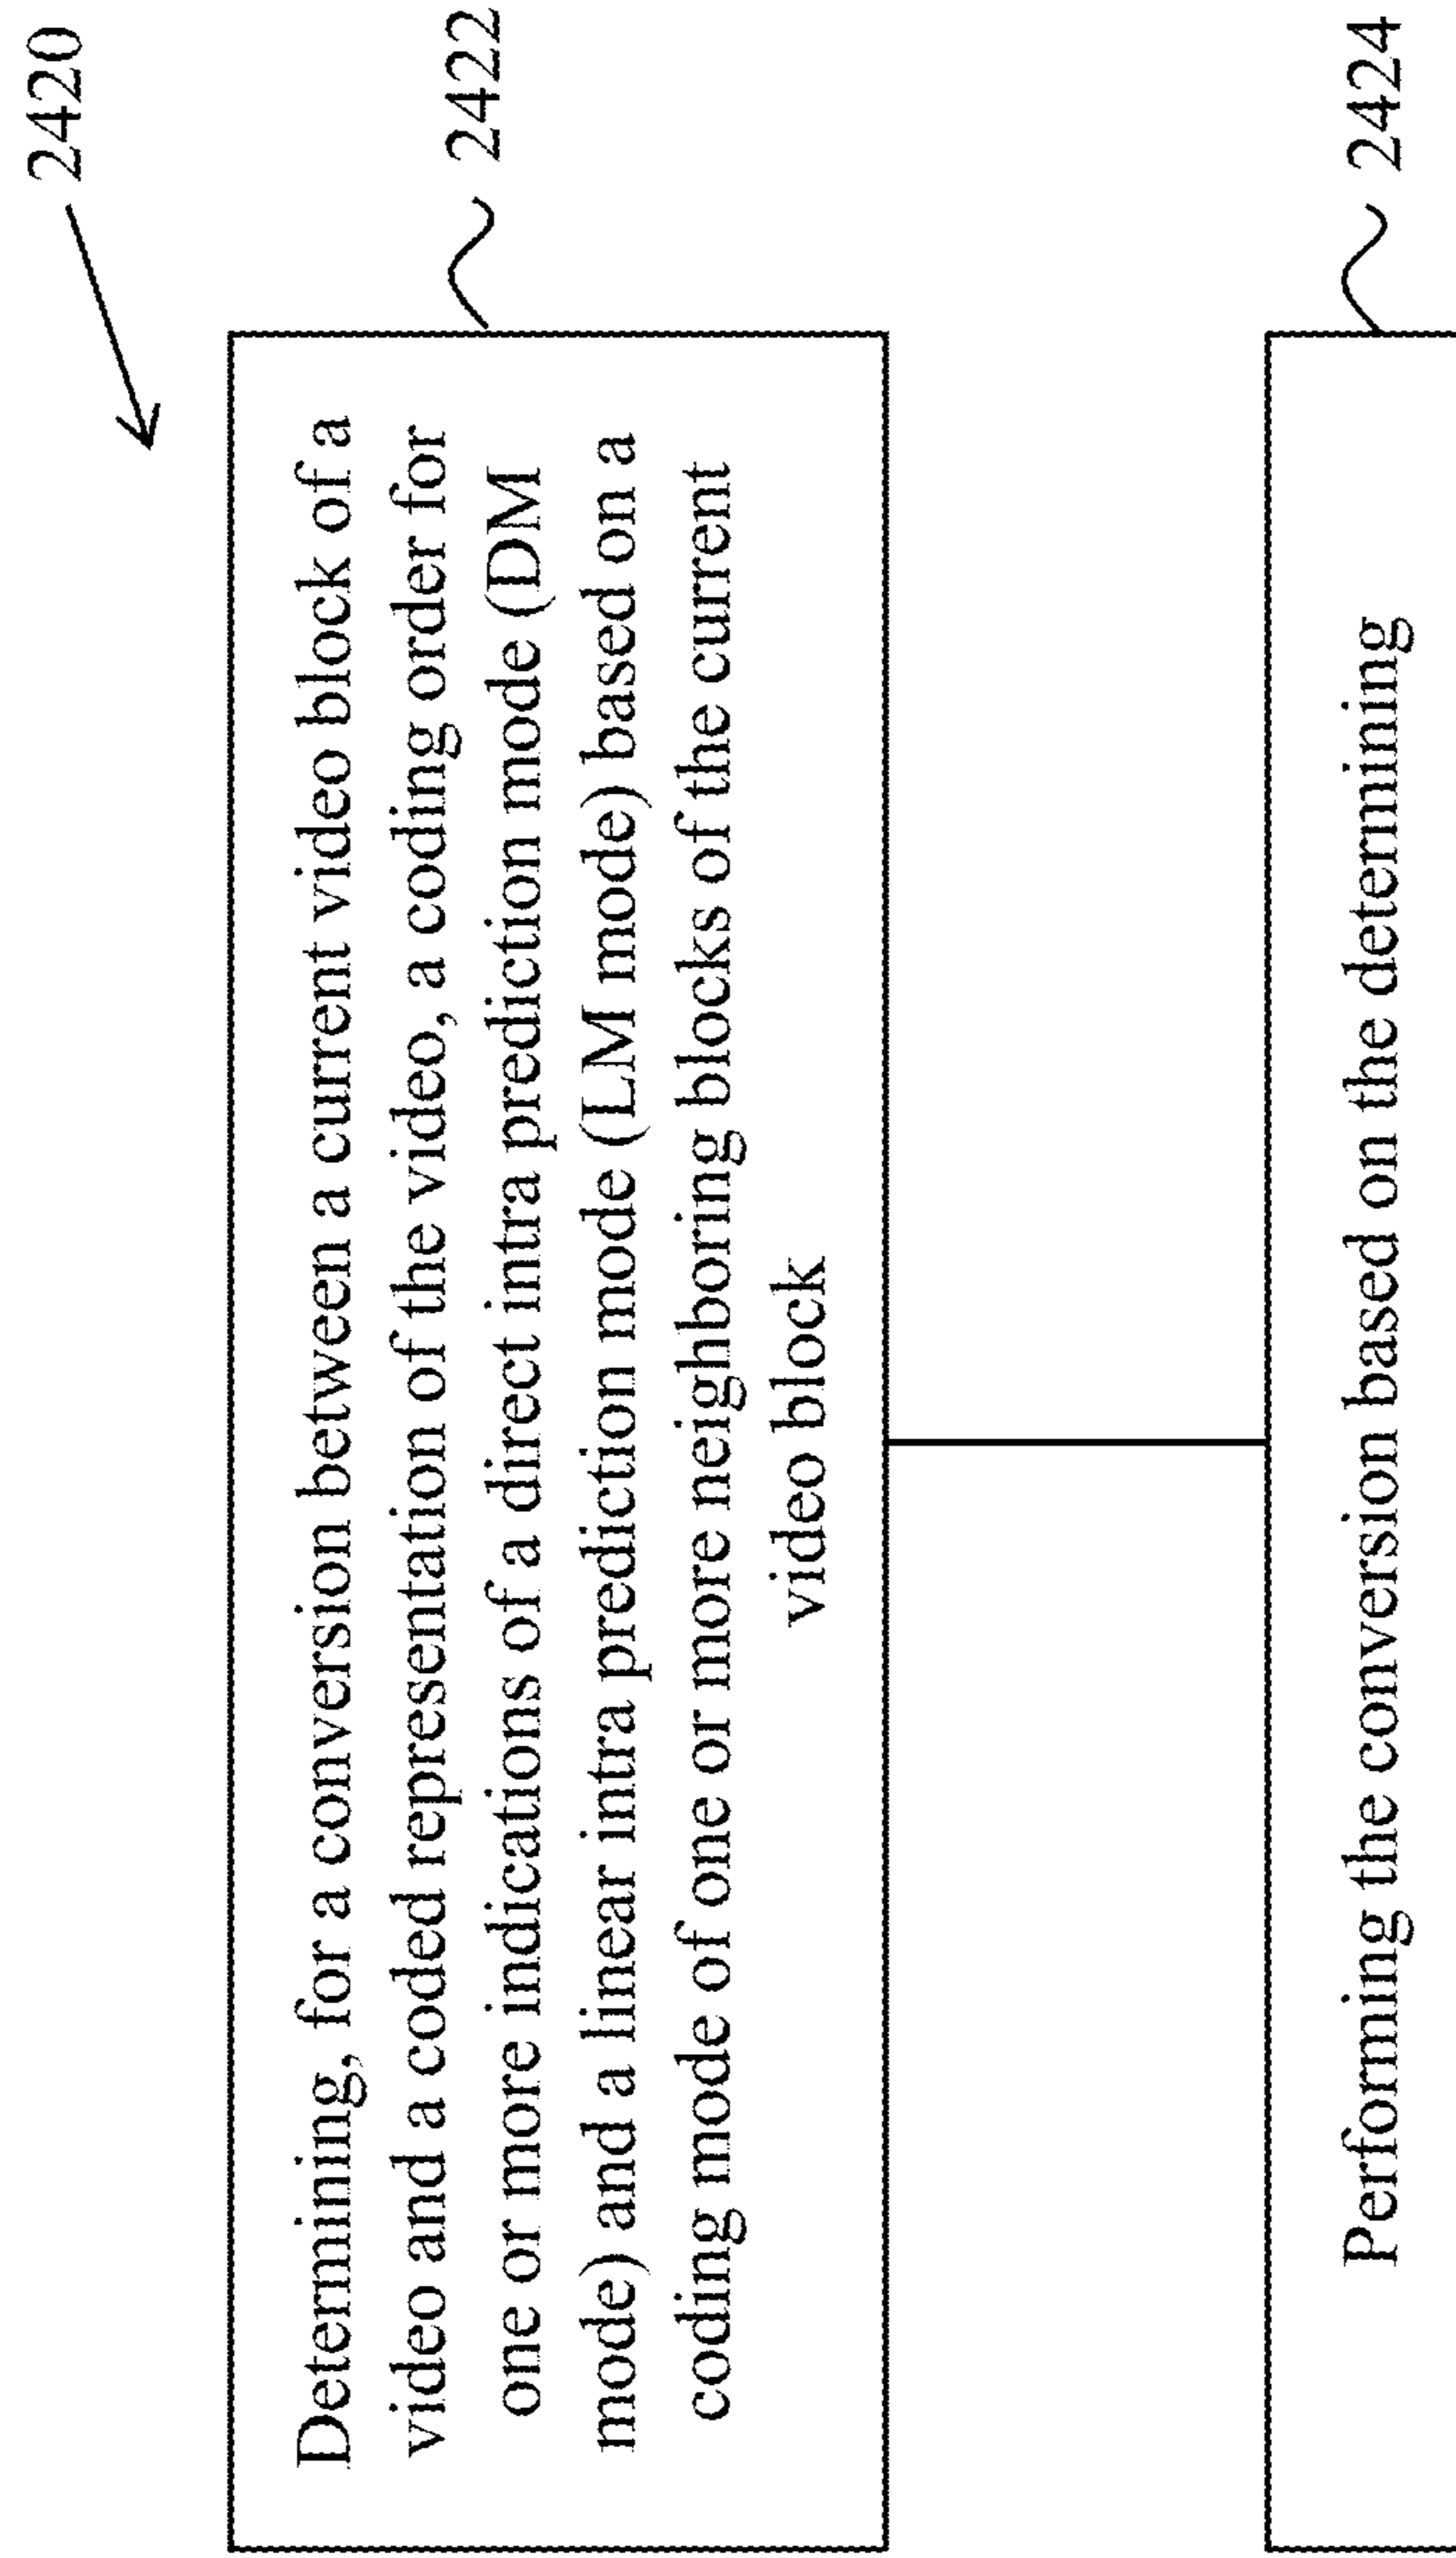 2420
2422
Determining, for a conversion between a current video block of a
video and a coded representation of the video, a coding order for
one or more indications of a direct intra prediction mode (DM
mode) and a linear intra prediction mode (LM mode) based on a
coding mode of one or more neighboring blocks of the current
video block
2424
Performing the conversion based on the determining